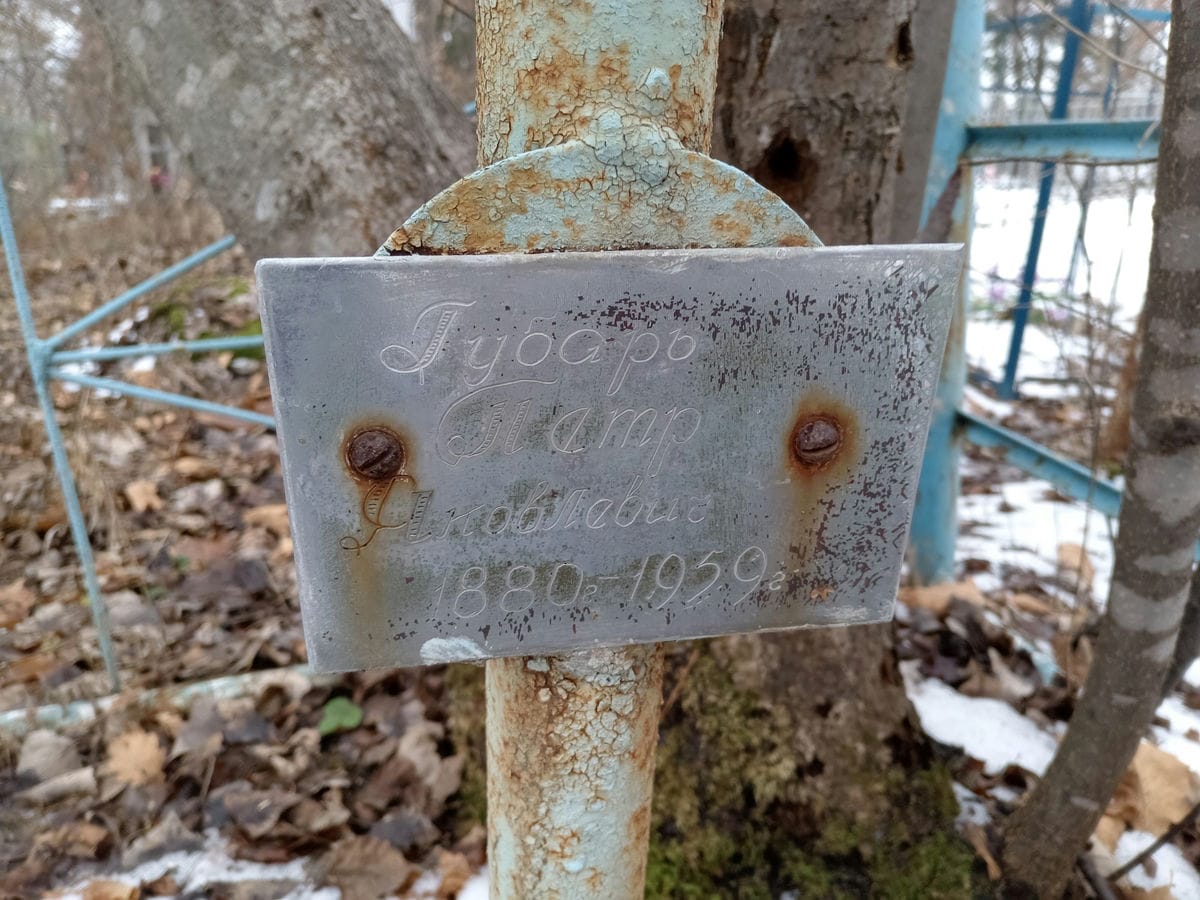 Губарь
Петр
Яковлевич
1880г-1959г